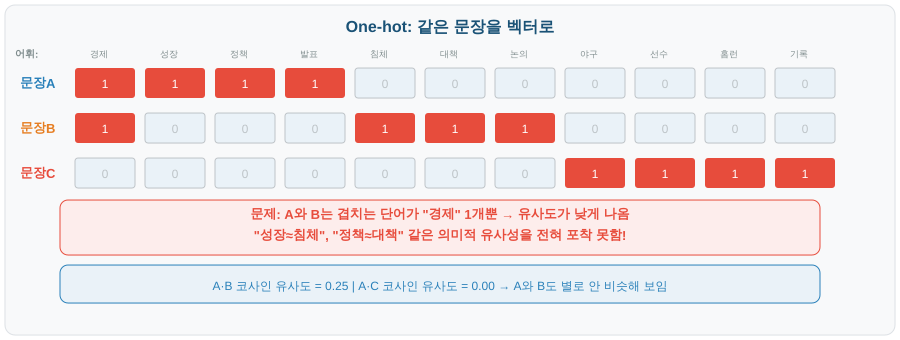 One-hot: 같은 문장을 벡터로
어휘: 경제 성장 정책 발표 침체 대책 논의 야구 선수 홈런 기록
문장A 1 1 1 1 0 0 0 0 0 0 0
문장B 1 0 0 0 1 1 1 0 0 0 0
문장C 0 0 0 0 0 0 0 1 1 1 1
문제: A와 B는 겹치는 단어가 "경제" 1개뿐 → 유사도가 낮게 나옴
"성장≈침체", "정책≈대책" 같은 의미적 유사성을 전혀 포착 못함!
A·B 코사인 유사도 = 0.25 | A·C 코사인 유사도 = 0.00 → A와 B도 별로 안 비슷해 보임